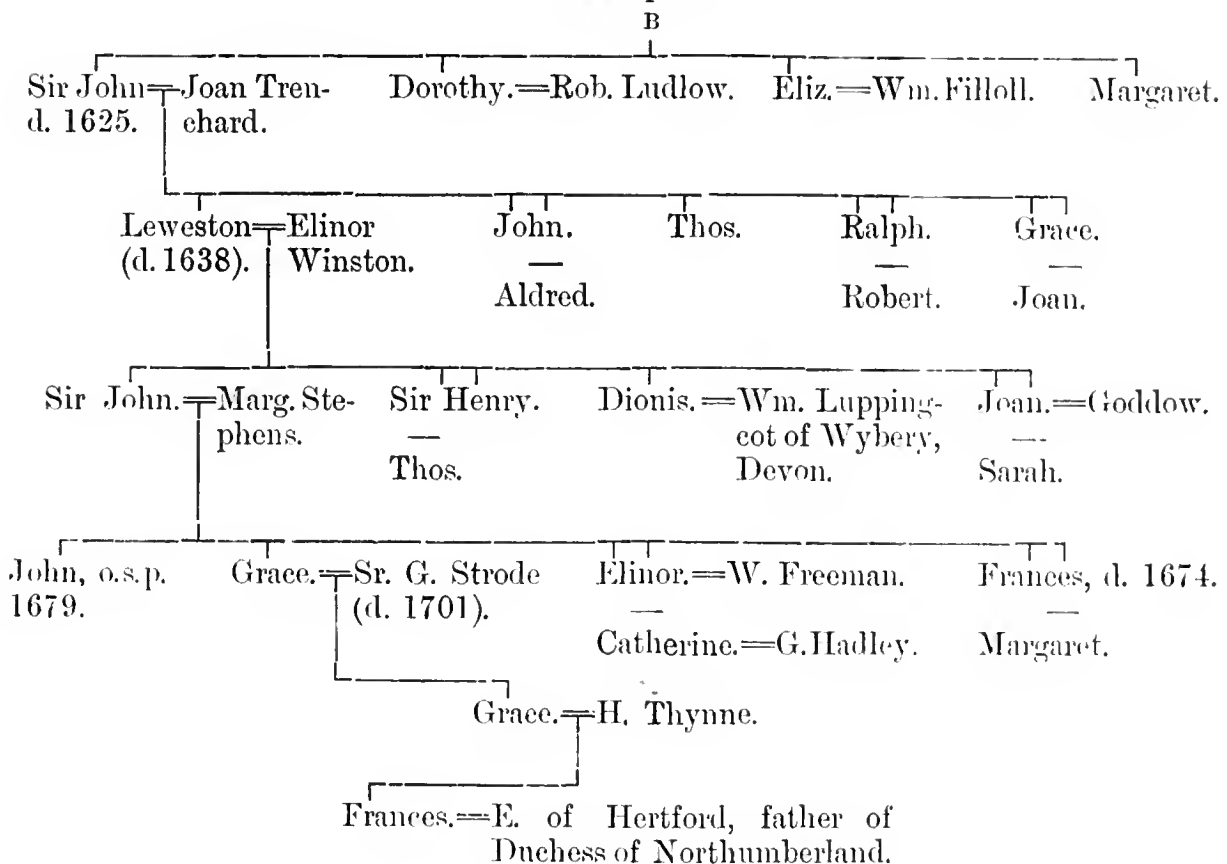 B
Sir John=Joan Tren- Dorothy.=Rob. Ludlow. Eliz.=Wm. Filloll. Margaret.
d. 1625. chard.
Leweston=Elinor John. Thos. Ralph. Grace.
(d. 1638). Winston. — — —
Aldred. Robert. Joan.
Sir John.=Marg. Ste- Sir Henry. Dionis.=Wm. Lupping- Joan.=Goddow.
phens. — cot of Wybery, —
Thos. Devon. Sarah.
John, o.s.p. Grace.=Sr. G. Strode Elinor.=W. Freeman. Frances, d. 1674.
1679. (d. 1701). — —
Catherine.=G. Hadley. Margaret.
Grace.=H. Thynne.
Frances.=E. of Hertford, father of
Duchess of Northumberland.